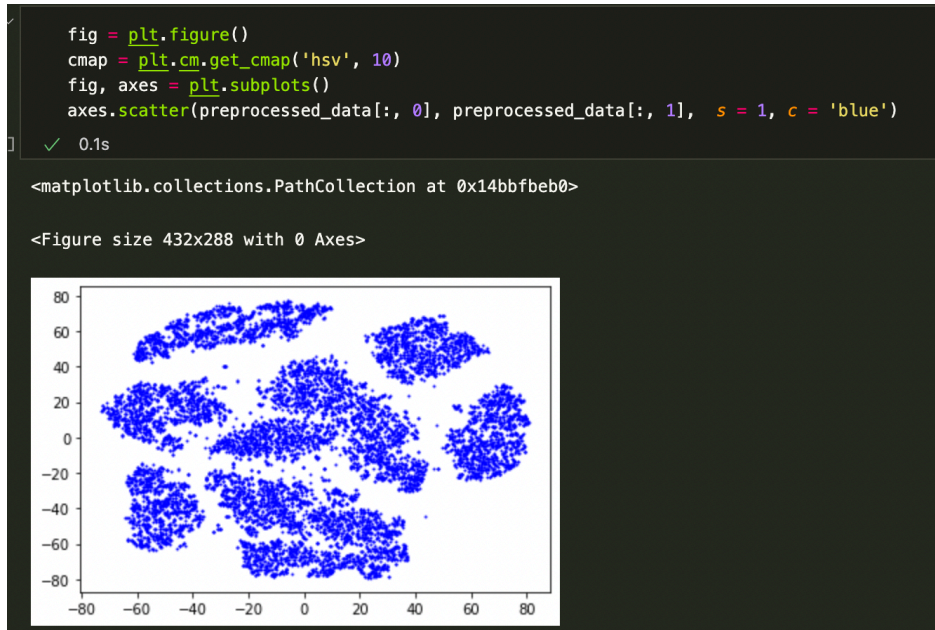 fig = plt.figure()
cmap = plt.cm.get_cmap('hsv', 10)
fig, axes = plt.subplots()
axes.scatter(preprocessed_data[:, 0], preprocessed_data[:, 1],  s = 1, c = 'blue')
✓ 0.1s
<matplotlib.collections.PathCollection at 0x14bbfbeb0>
<Figure size 432x288 with 0 Axes>
80
60
40
20
0
−20
−40
−60
−80
−80 −60 −40 −20 0 20 40 60 80